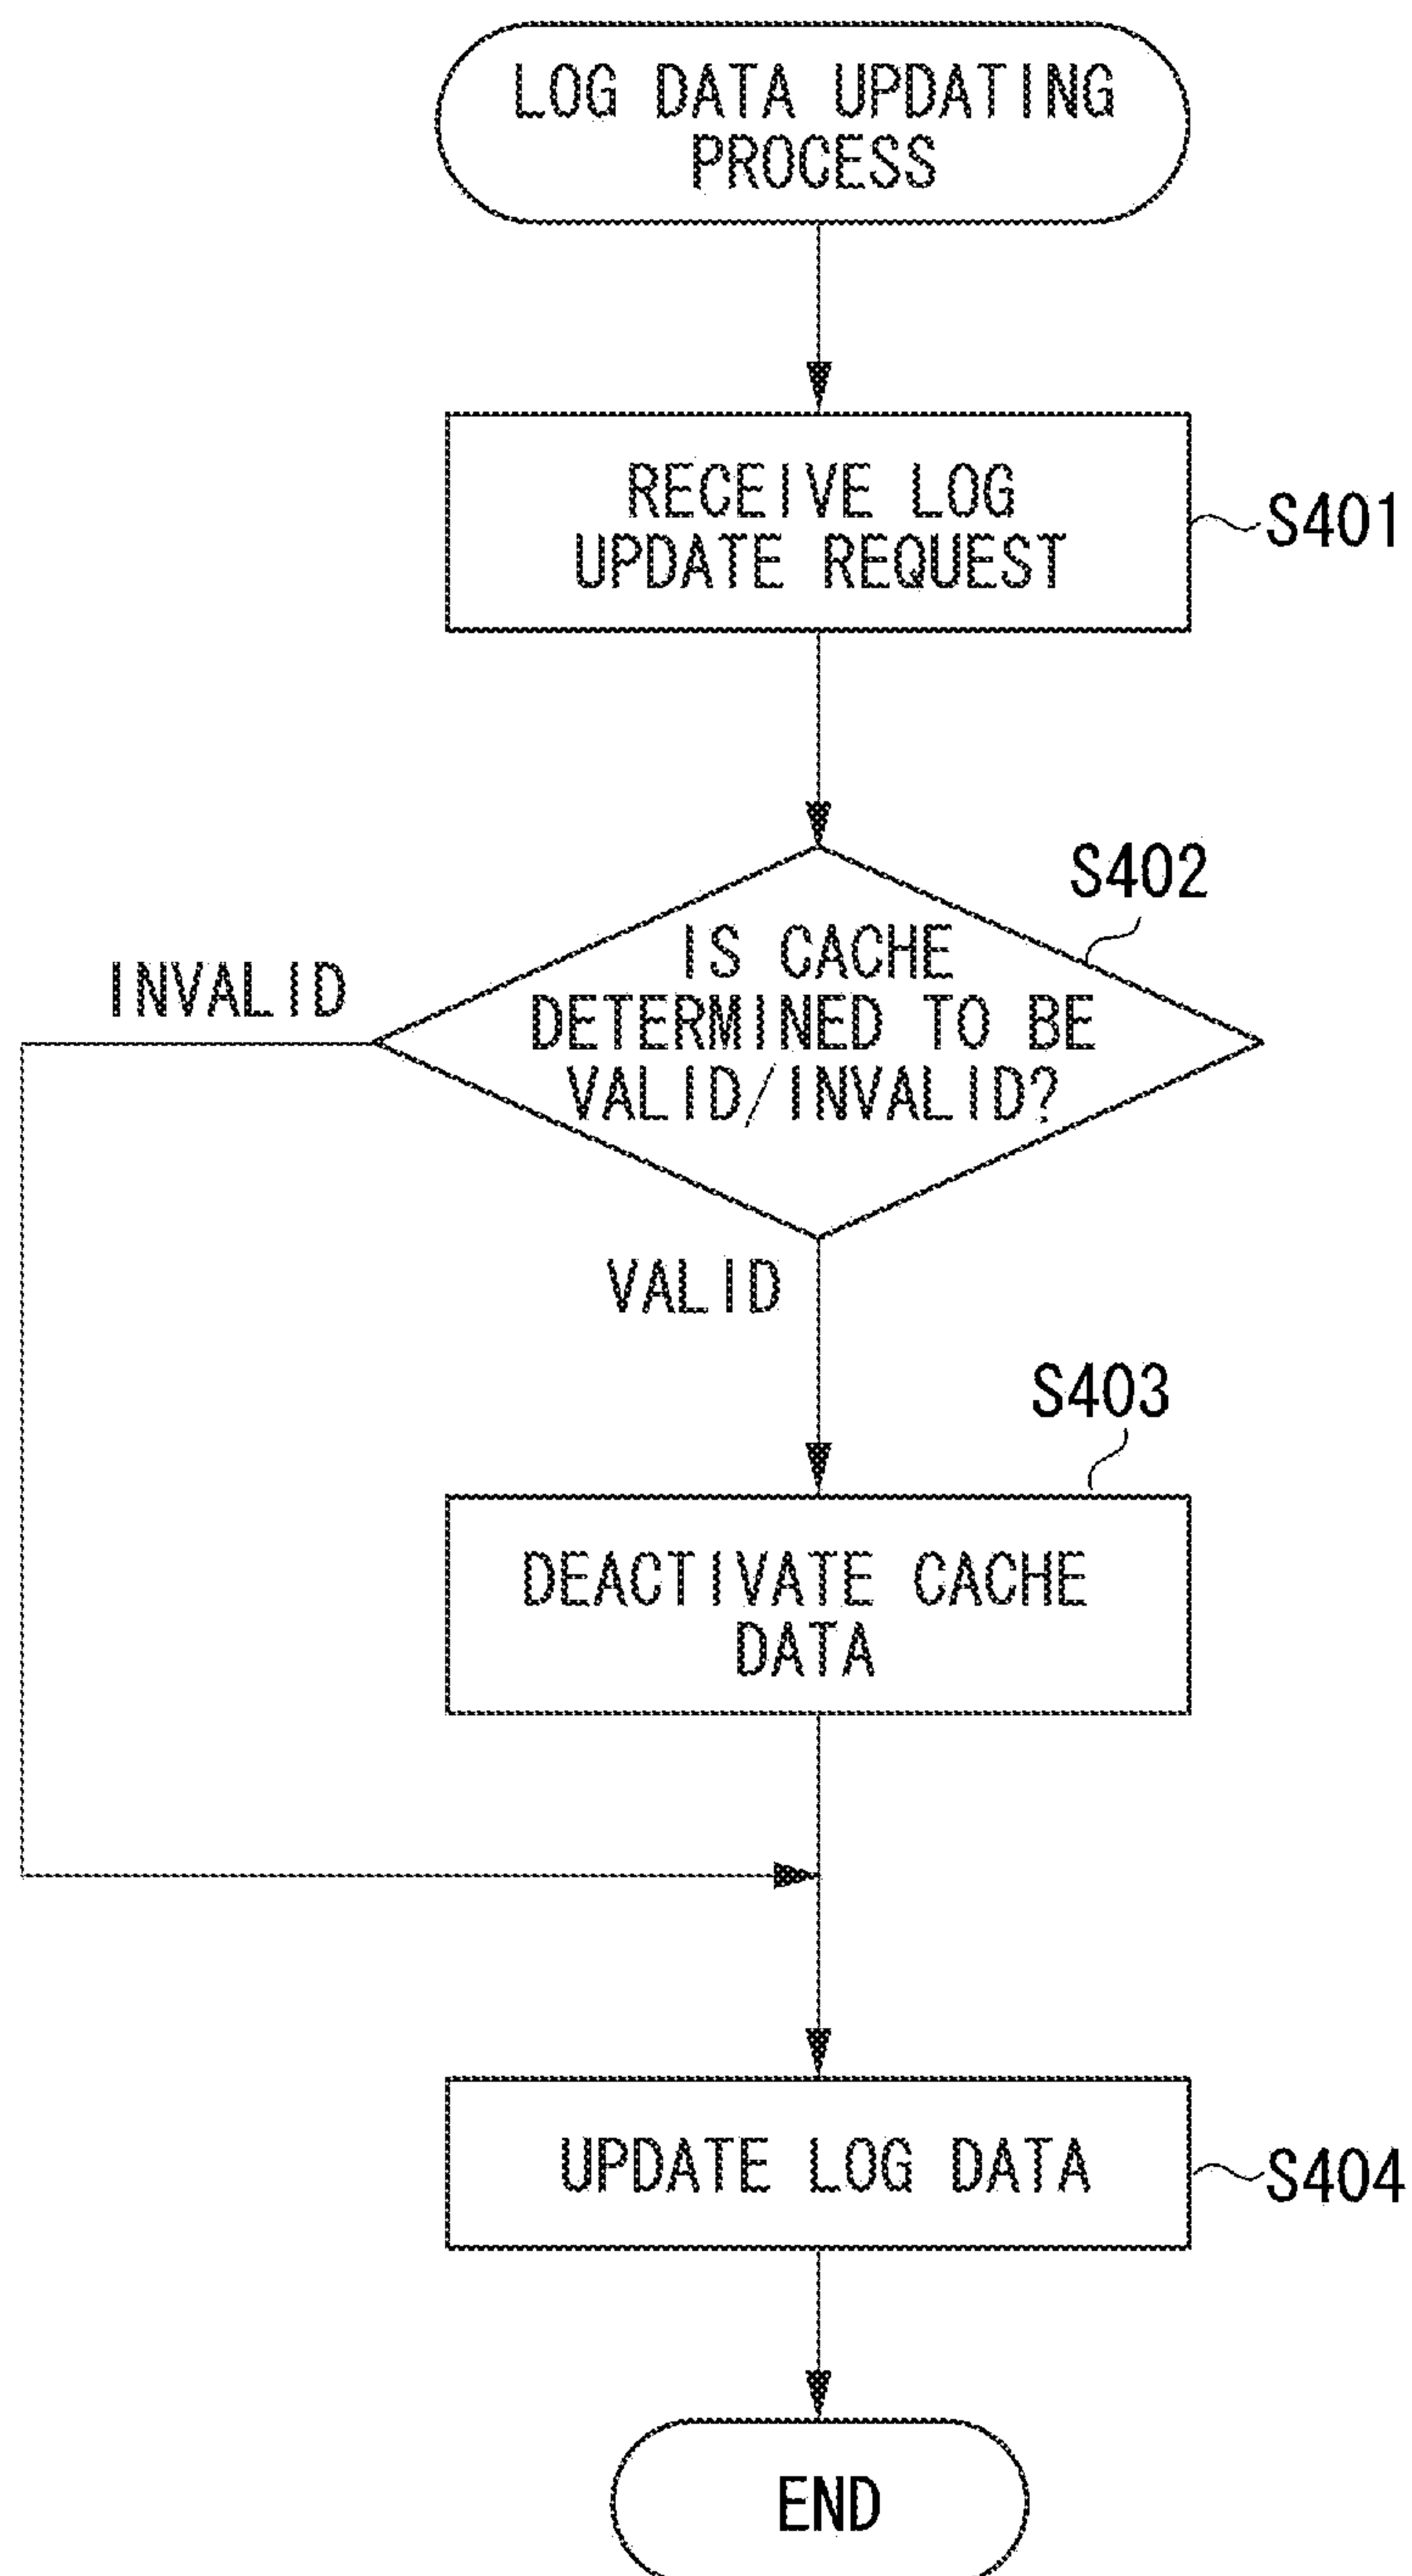 LOG DATA UPDATING
PROCESS
RECEIVE LOG
UPDATE REQUEST
S401
S402
IS CACHE
DETERMINED TO BE
VALID/INVALID?
INVALID
VALID
S403
DEACTIVATE CACHE
DATA
UPDATE LOG DATA
S404
END